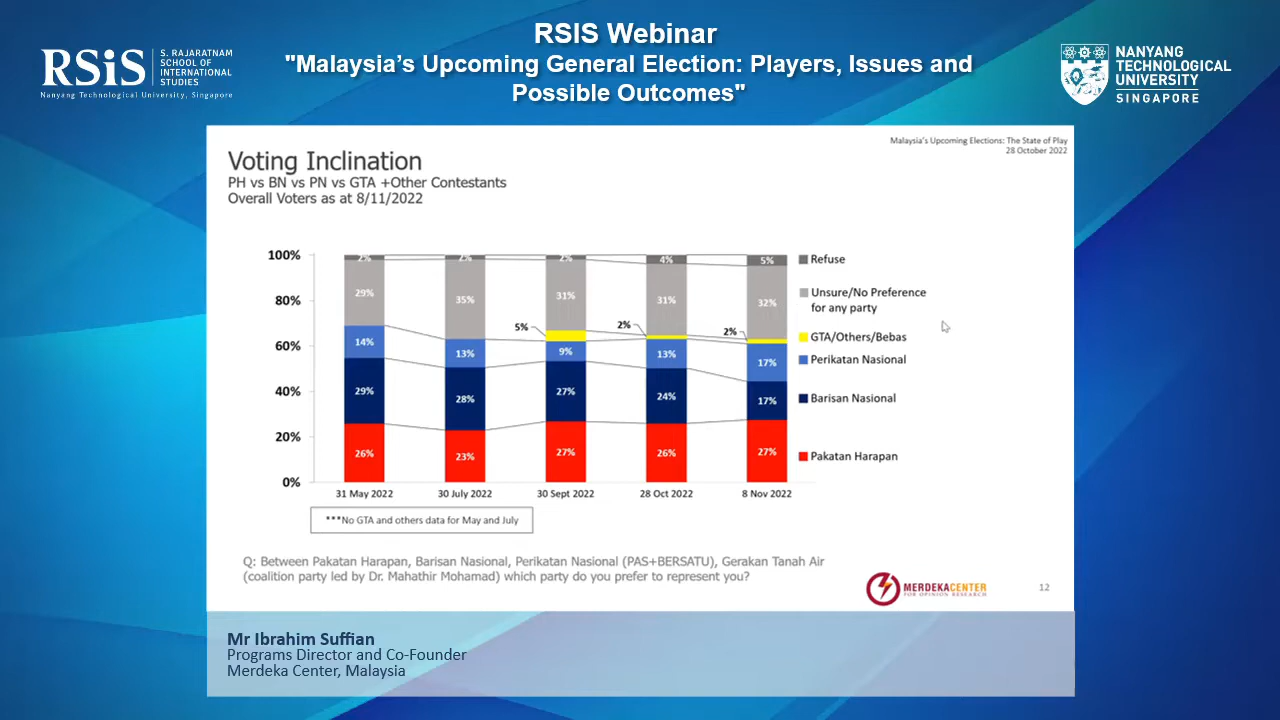 RSIS Webinar
"Malaysia's Upcoming General Election: Players, Issues and
Possible Outcomes"
RSiS
S. RAJARATNAM
SCHOOL OF
INTERNATIONAL
STUDIES
Nanyang Technological University, Singapore
NANYANG
TECHNOLOGICAL
UNIVERSITY
SINGAPORE
Malaysia's Upcoming Elections: The State of Play
28 October 2022
Voting Inclination
PH vs BN vs PN vs GTA +Other Contestants
Overall Voters as at 8/11/2022
100%
80%
60%
40%
20%
0%
2%
29%
14%
29%
26%
2%
35%
13%
28%
23%
2%
31%
5%
9%
27%
27%
4%
31%
2%
13%
24%
26%
5%
32%
2%
17%
17%
27%
31 May 2022
30 July 2022
30 Sept 2022
28 Oct 2022
8 Nov 2022
Refuse
Unsure/No Preference
for any party
GTA/Others/Bebas
Perikatan Nasional
Barisan Nasional
Pakatan Harapan
***No GTA and others data for May and July
Q: Between Pakatan Harapan, Barisan Nasional, Perikatan Nasional (PAS+BERSATU), Gerakan Tanah Air
(coalition party led by Dr. Mahathir Mohamad) which party do you prefer to represent you?
MERDEKACENTER
FOR OPINION RESEARCH
12
Mr Ibrahim Suffian
Programs Director and Co-Founder
Merdeka Center, Malaysia